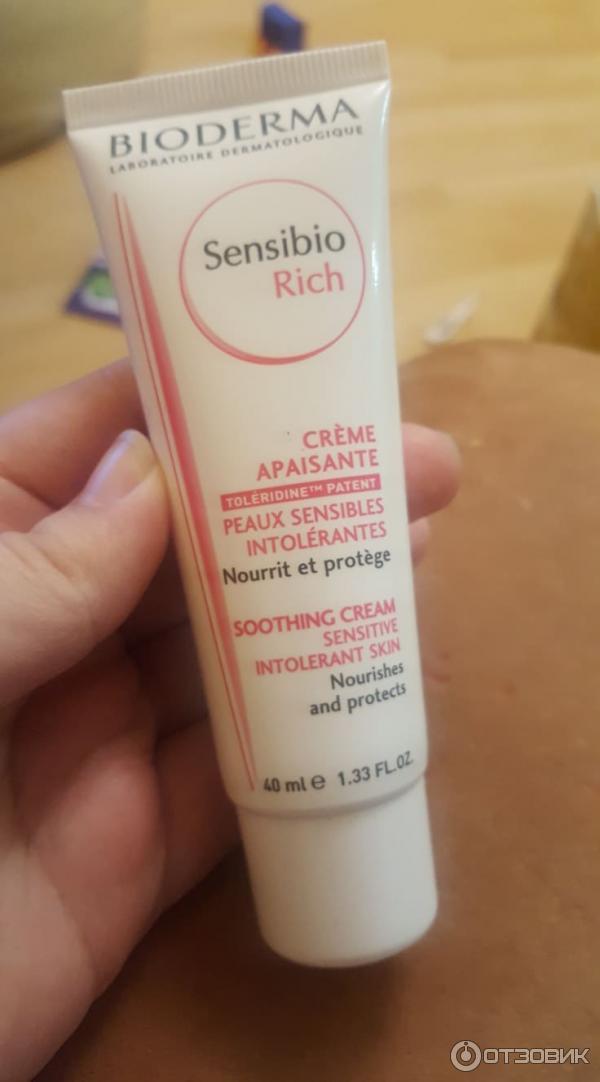 BIODERMA
LABORATOIRE DERMATOLOGIQUE
Sensibio
Rich
CRÈME
APAISANTE
TOLÉRIDINE™ PATENT
PEAUX SENSIBLES
INTOLÉRANTES
Nourrit et protège
SOOTHING CREAM
SENSITIVE
INTOLERANT SKIN
Nourishes
and protects
40 ml e 1.33 FL.OZ.
ОТЗОВИК